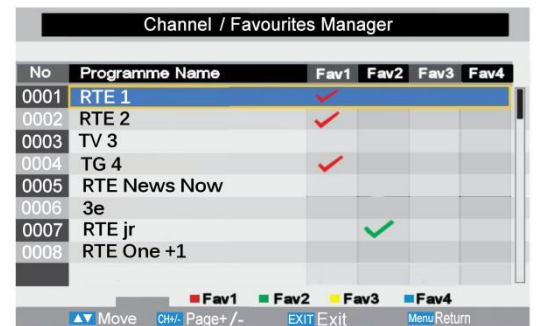 Channel / Favourites Manager
No Programme Name Fav1 Fav2 Fav3 Fav4
0001 RTE 1
0002 RTE 2
0003 TV 3
0004 TG 4
0005 RTE News Now
0006 3e
0007 RTE jr
0008 RTE One +1
Fav1 Fav2 Fav3 Fav4
▲▼ Move CH+/- Page+/- EXIT Exit Menu Return